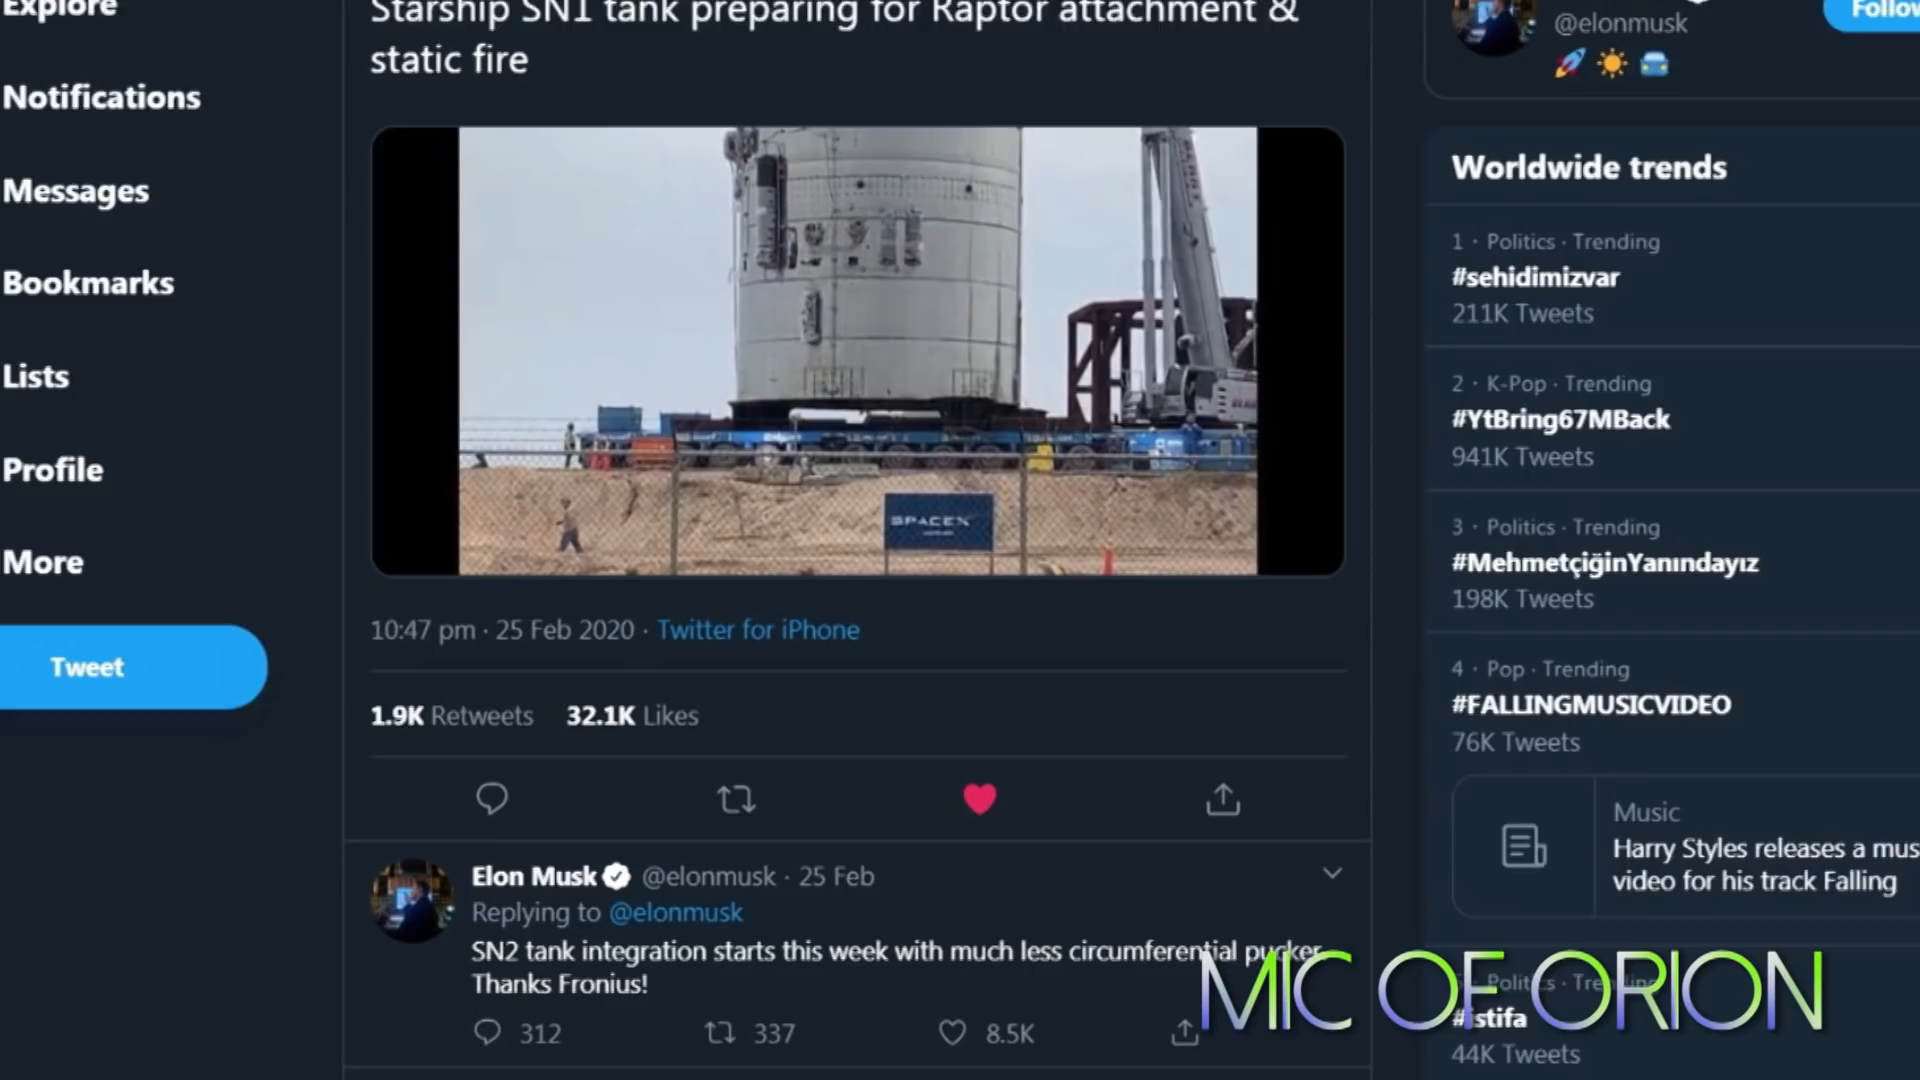 Explore
Notifications
Messages
Bookmarks
Lists
Profile
More
Tweet
Starship SN1 tank preparing for Raptor attachment &
static fire
SPACEX
10:47 pm · 25 Feb 2020 · Twitter for iPhone
1.9K Retweets 32.1K Likes
Elon Musk @elonmusk · 25 Feb
Replying to @elonmusk
SN2 tank integration starts this week with much less circumferential pucker.
Thanks Fronius!
312 337 8.5K
@elonmusk
Follow
Worldwide trends
1 · Politics · Trending
#sehidimizvar
211K Tweets
2 · K-Pop · Trending
#YtBring67MBack
941K Tweets
3 · Politics · Trending
#MehmetçiğinYanındayız
198K Tweets
4 · Pop · Trending
#FALLINGMUSICVIDEO
76K Tweets
Music
Harry Styles releases a mus
video for his track Falling
5 · Politics · Trending
#istifa
44K Tweets
MIC OF ORION